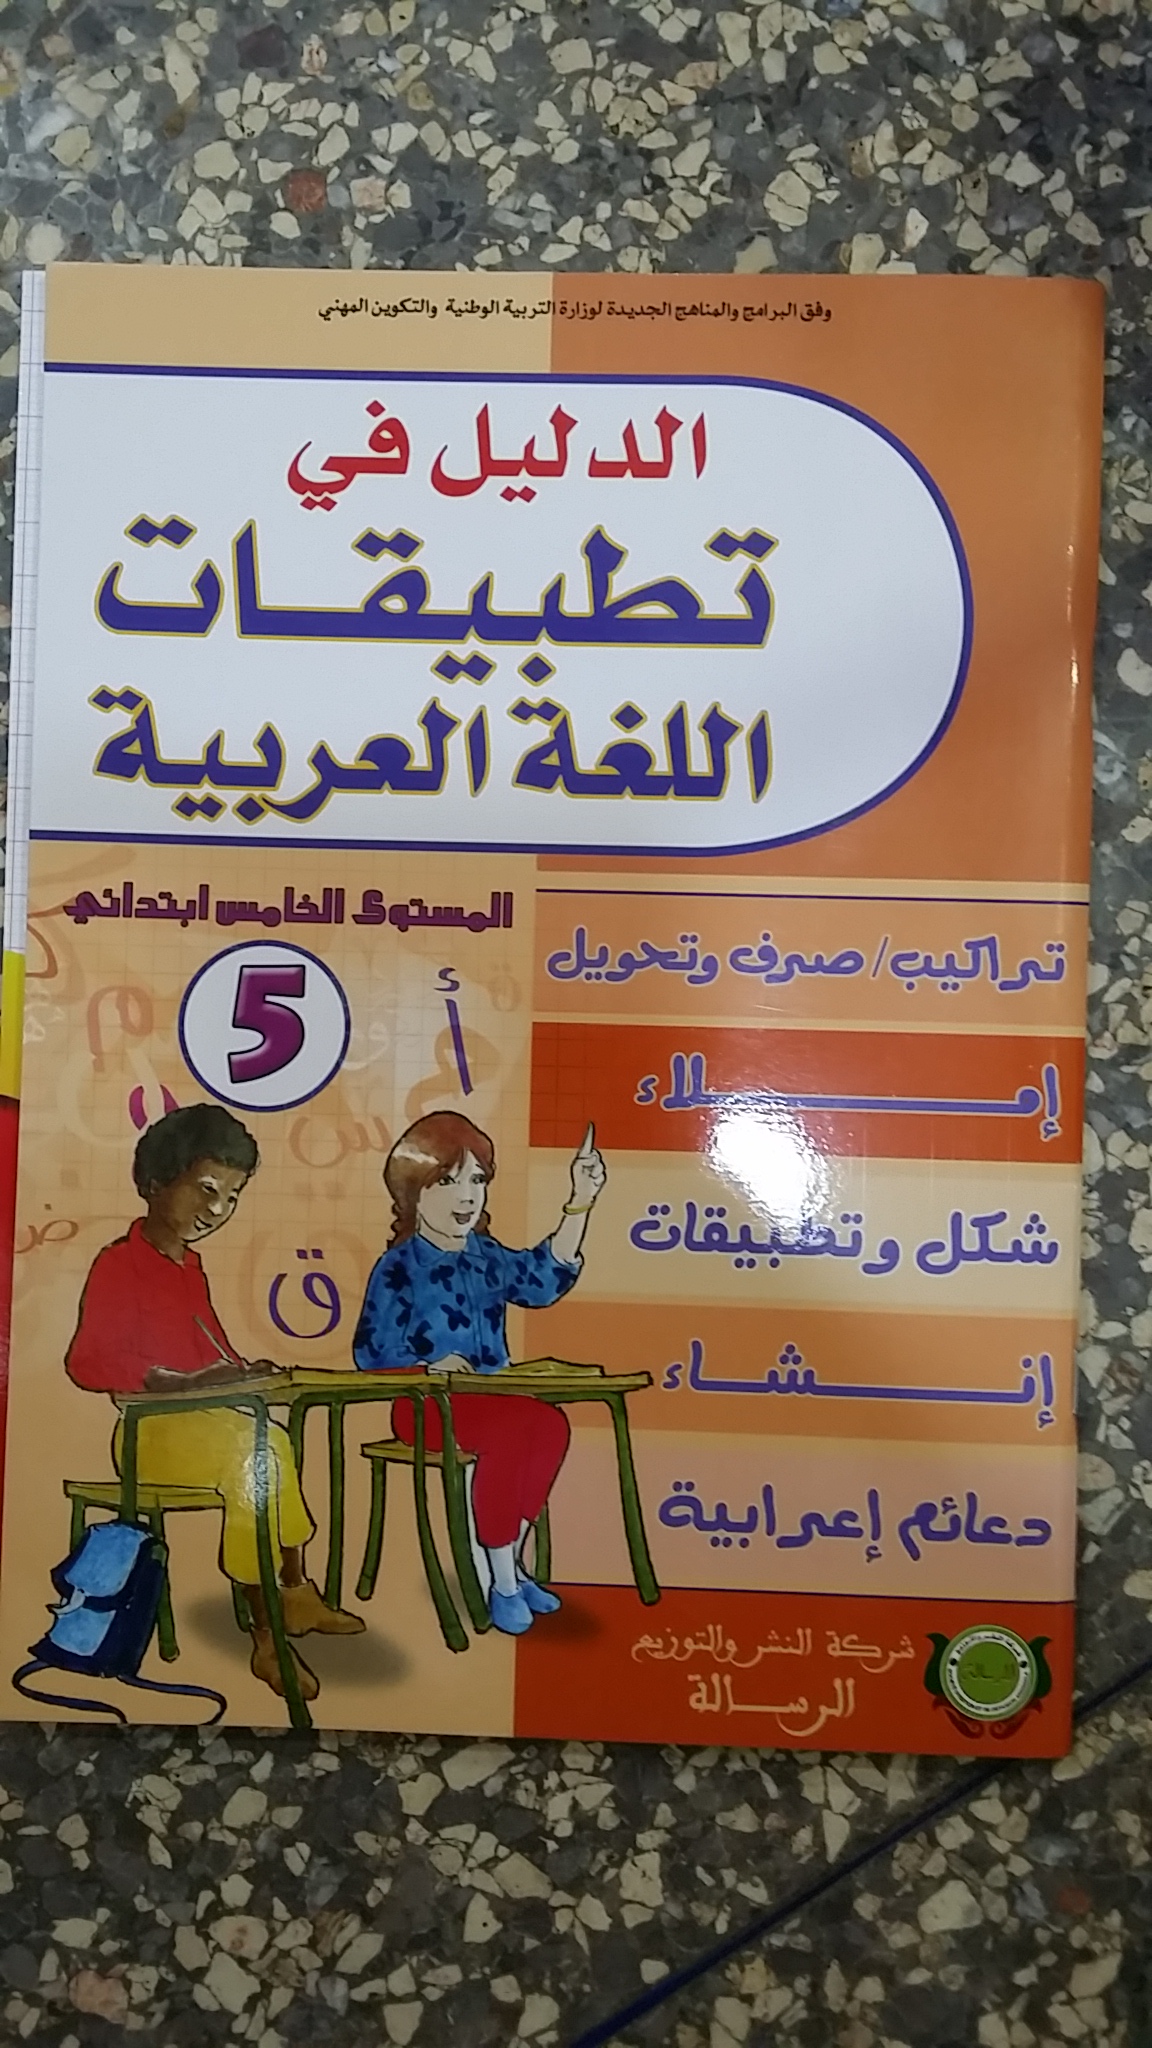 وفق البرامج والمناهج الجديدة لوزارة التربية الوطنية والتكوين المهني
الدليل في
تطبيقات
اللغة العربية
المستوى الخامس ابتدائي
5
تراكيب/ صرف وتحويل
إملاء
شكل وتطبيقات
إنشاء
دعائم إعرابية
أ
ق
م
س
ض
شركة النشر والتوزيع
الرسالة
الرسالة